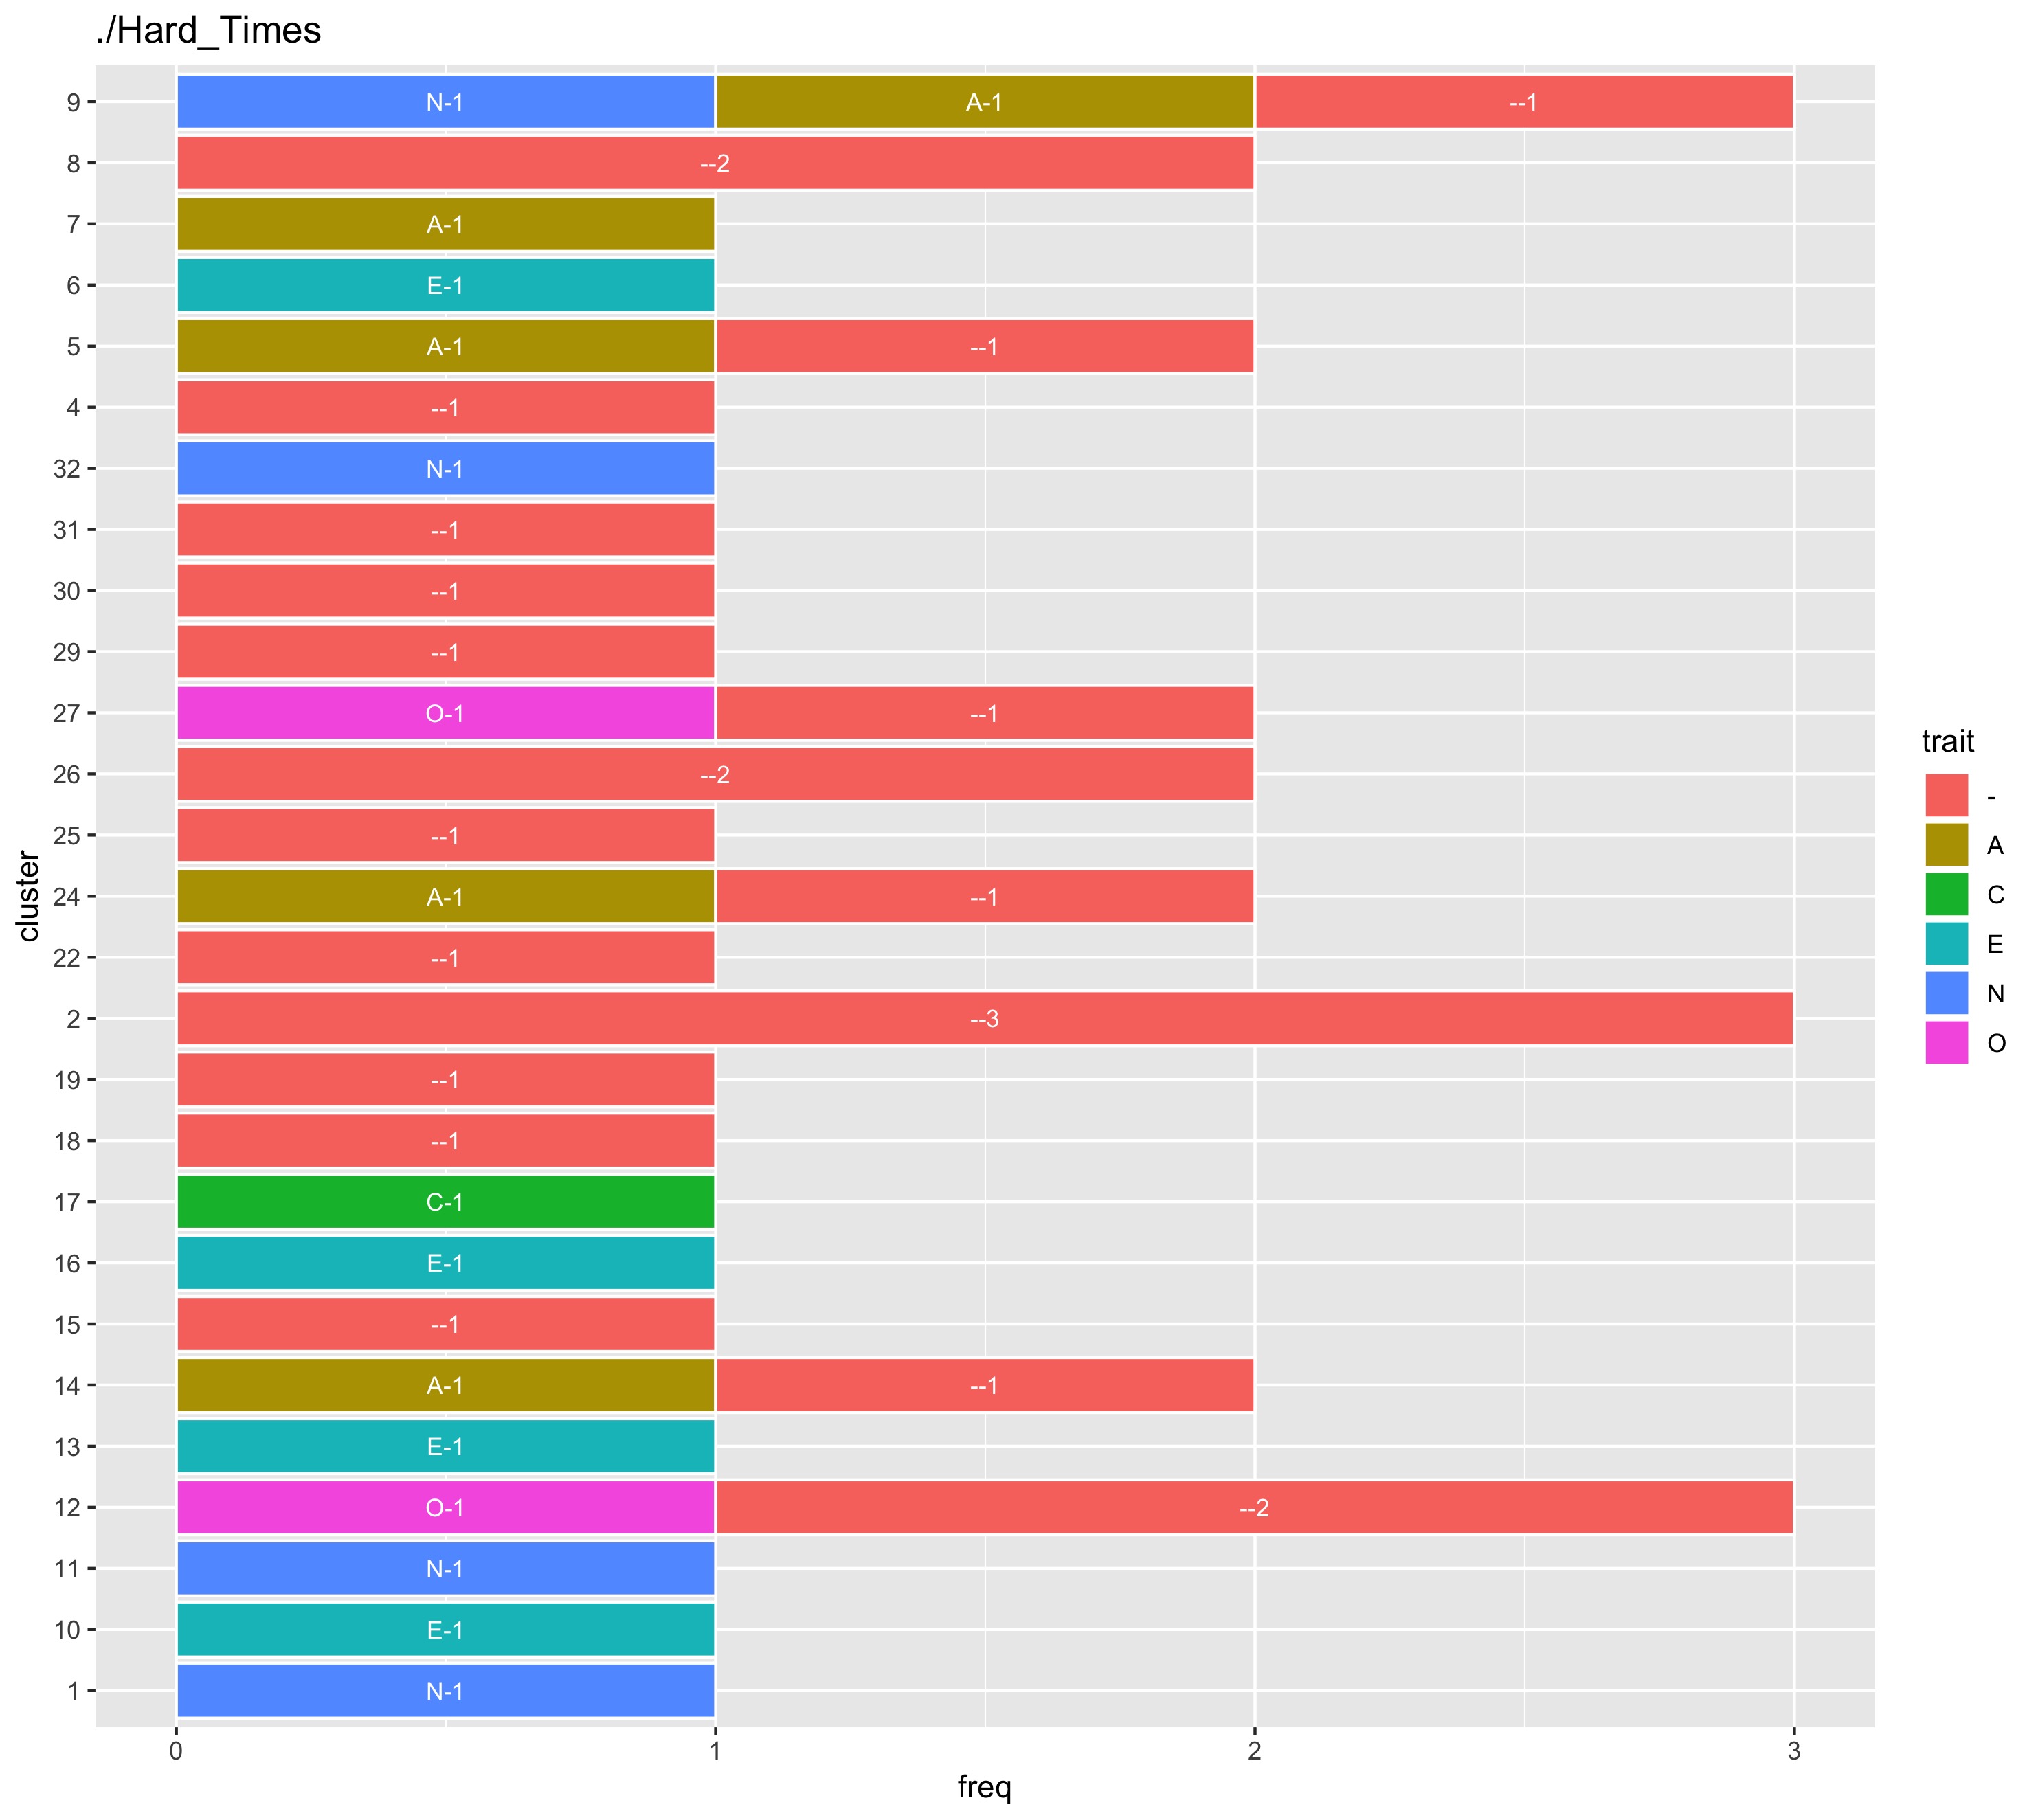 ./Hard_Times
9 N-1 A-1 --1
8 --2
7 A-1
6 E-1
5 A-1 --1
4 --1
32 N-1
31 --1
30 --1
29 --1
27 O-1 --1
26 --2
25 --1
24 A-1 --1
22 --1
2 --3
19 --1
18 --1
17 C-1
16 E-1
15 --1
14 A-1 --1
13 E-1
12 O-1 --2
11 N-1
10 E-1
1 N-1
0 1 2 3
freq
cluster
trait
-
A
C
E
N
O